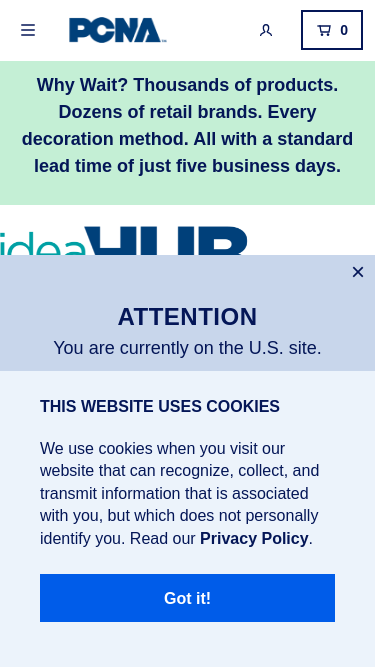 PCNA
0
Why Wait? Thousands of products.
Dozens of retail brands. Every
decoration method. All with a standard
lead time of just five business days.
ideaHUB
ATTENTION
You are currently on the U.S. site.
THIS WEBSITE USES COOKIES
We use cookies when you visit our
website that can recognize, collect, and
transmit information that is associated
with you, but which does not personally
identify you. Read our Privacy Policy.
Got it!